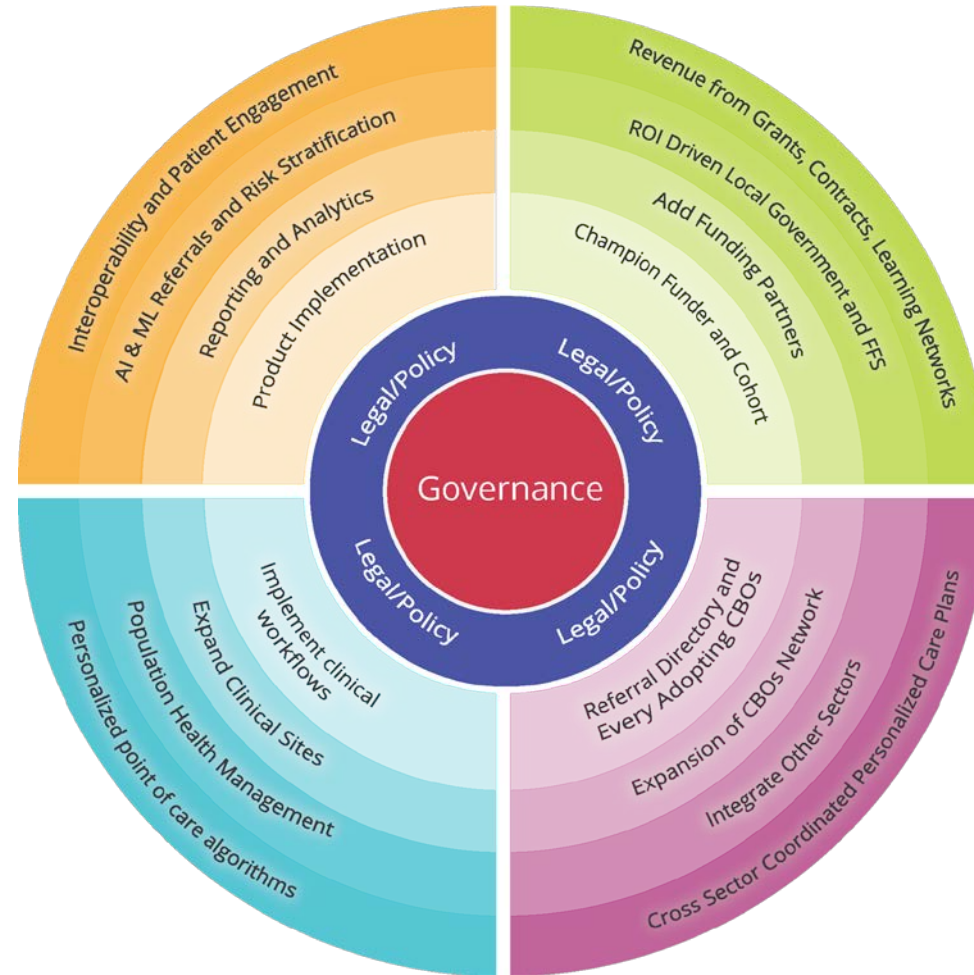 Interoperability and Patient Engagement
AI & ML Referrals and Risk Stratification
Reporting and Analytics
Product Implementation
Revenue from Grants, Contracts, Learning Networks
ROI Driven Local Government and FFS
Add Funding Partners
Champion Funder and Cohort
Legal/Policy
Legal/Policy
Governance
Legal/Policy
Legal/Policy
Implement clinical
workflows
Expand Clinical Sites
Population Health Management
Personalized point of care algorithms
Referral Directory and
Every Adopting CBOs
Expansion of CBOs Network
Integrate Other Sectors
Cross Sector Coordinated Personalized Care Plans